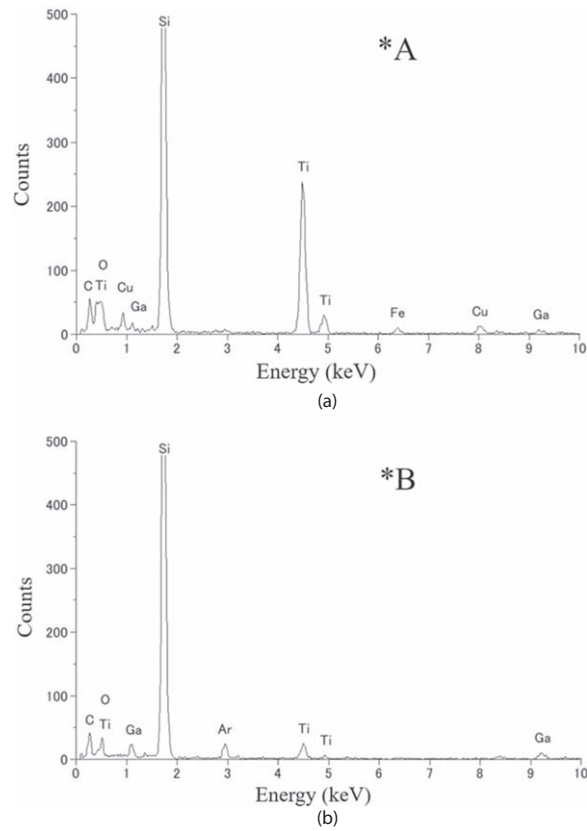 500
400
300
200
100
0
Counts
*A
Si
Ti
O
C Ti Cu
Ga
Ti
Fe
Cu
Ga
0 1 2 3 4 5 6 7 8 9 10
Energy (keV)
(a)
500
400
300
200
100
0
Counts
*B
Si
O
C Ti Ga
Ar
Ti
Ti
Ga
0 1 2 3 4 5 6 7 8 9 10
Energy (keV)
(b)